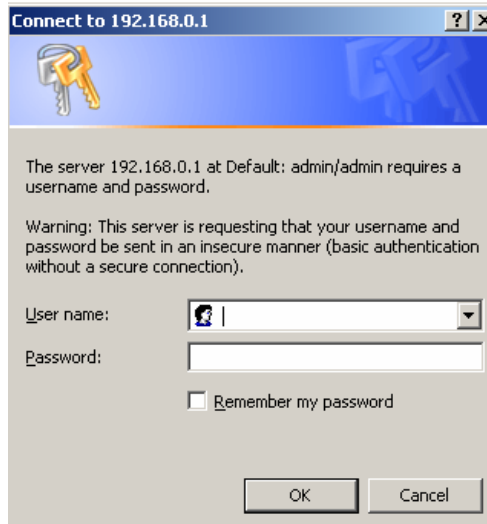 Connect to 192.168.0.1
The server 192.168.0.1 at Default: admin/admin requires a
username and password.
Warning: This server is requesting that your username and
password be sent in an insecure manner (basic authentication
without a secure connection).
User name:
Password:
Remember my password
OK Cancel